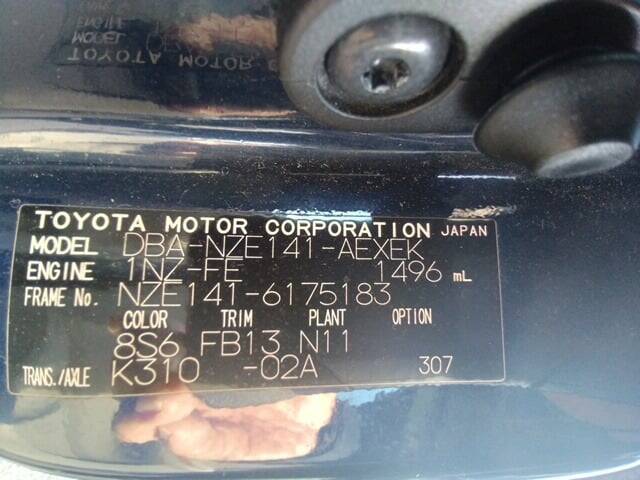 TOYOTA MOTOR CORPORATION JAPAN
MODEL DBA-NZE141-AEXEK
ENGINE 1NZ-FE 1496 mL
FRAME No. NZE141-6175183
COLOR TRIM PLANT OPTION
8S6 FB13 N11
TRANS./AXLE K310 -02A 307